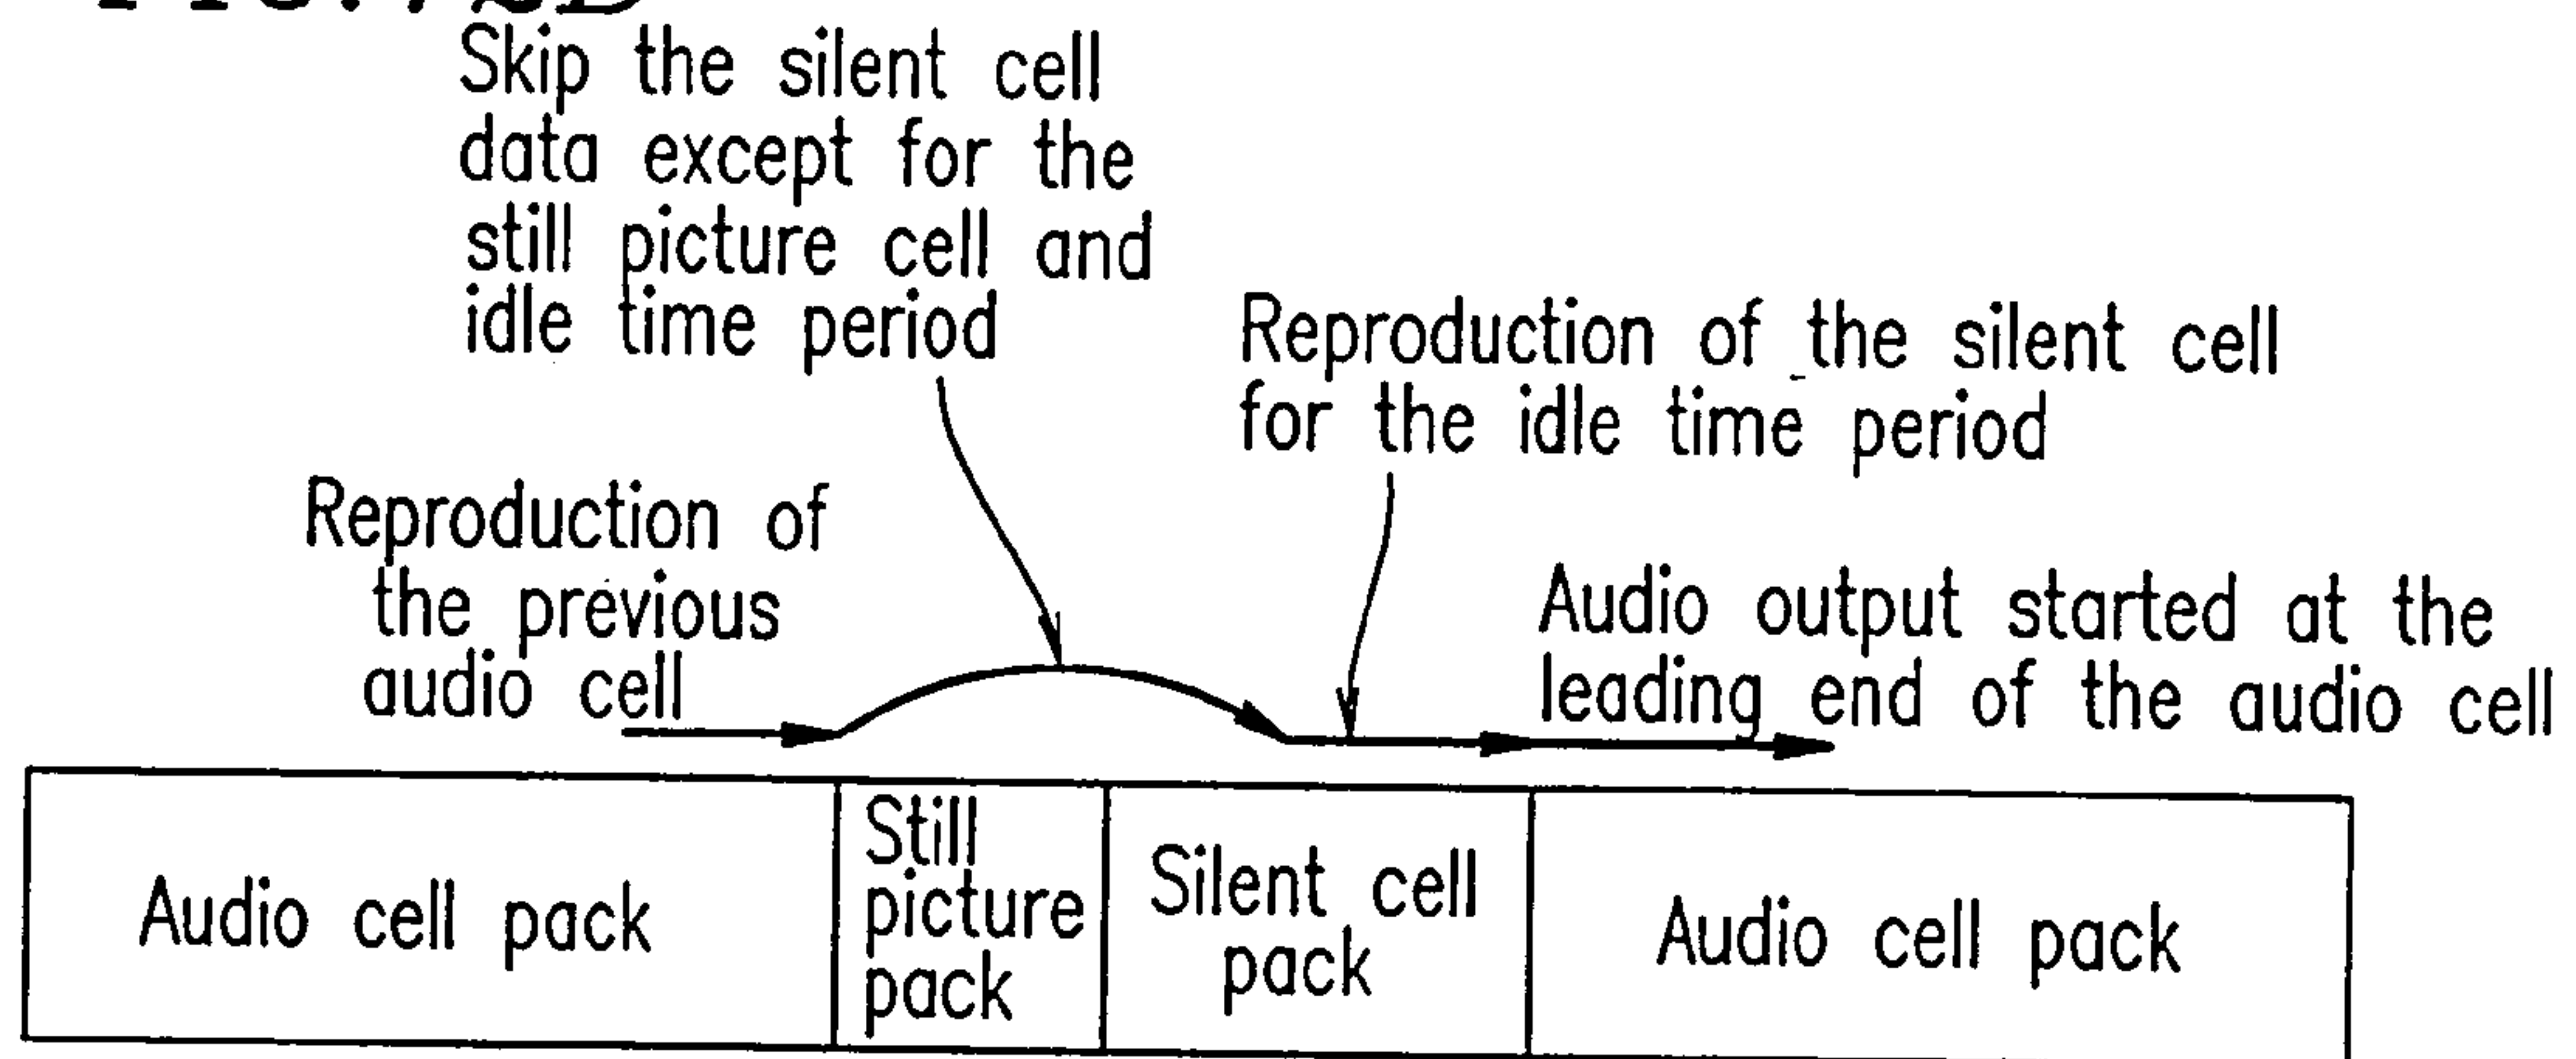 Skip the silent cell
data except for the
still picture cell and
idle time period
Reproduction of the silent cell
for the idle time period
Reproduction of
the previous
audio cell
Audio output started at the
leading end of the audio cell
Audio cell pack
Still
picture
pack
Silent cell
pack
Audio cell pack